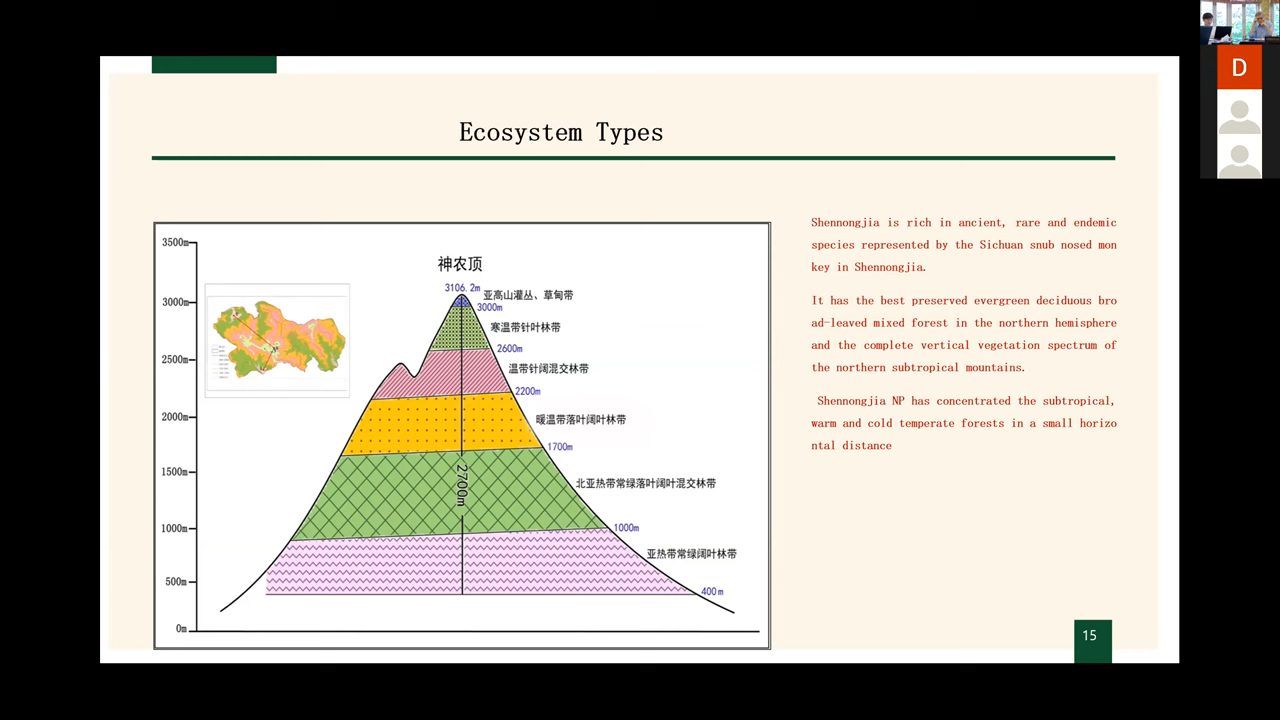 D
Ecosystem Types
3500m
3000m
2500m
2000m
1500m
1000m
500m
0m
神农顶
3106.2m
亚高山灌丛、草甸带
3000m
寒温带针叶林带
2600m
温带针阔混交林带
2200m
暖温带落叶阔叶林带
1700m
2700m
北亚热带常绿落叶阔叶混交林带
1000m
亚热带常绿阔叶林带
400m
Shennongjia is rich in ancient, rare and endemic
species represented by the Sichuan snub nosed mon
key in Shennongjia.
It has the best preserved evergreen deciduous bro
ad-leaved mixed forest in the northern hemisphere
and the complete vertical vegetation spectrum of
the northern subtropical mountains.
Shennongjia NP has concentrated the subtropical,
warm and cold temperate forests in a small horizo
ntal distance
15